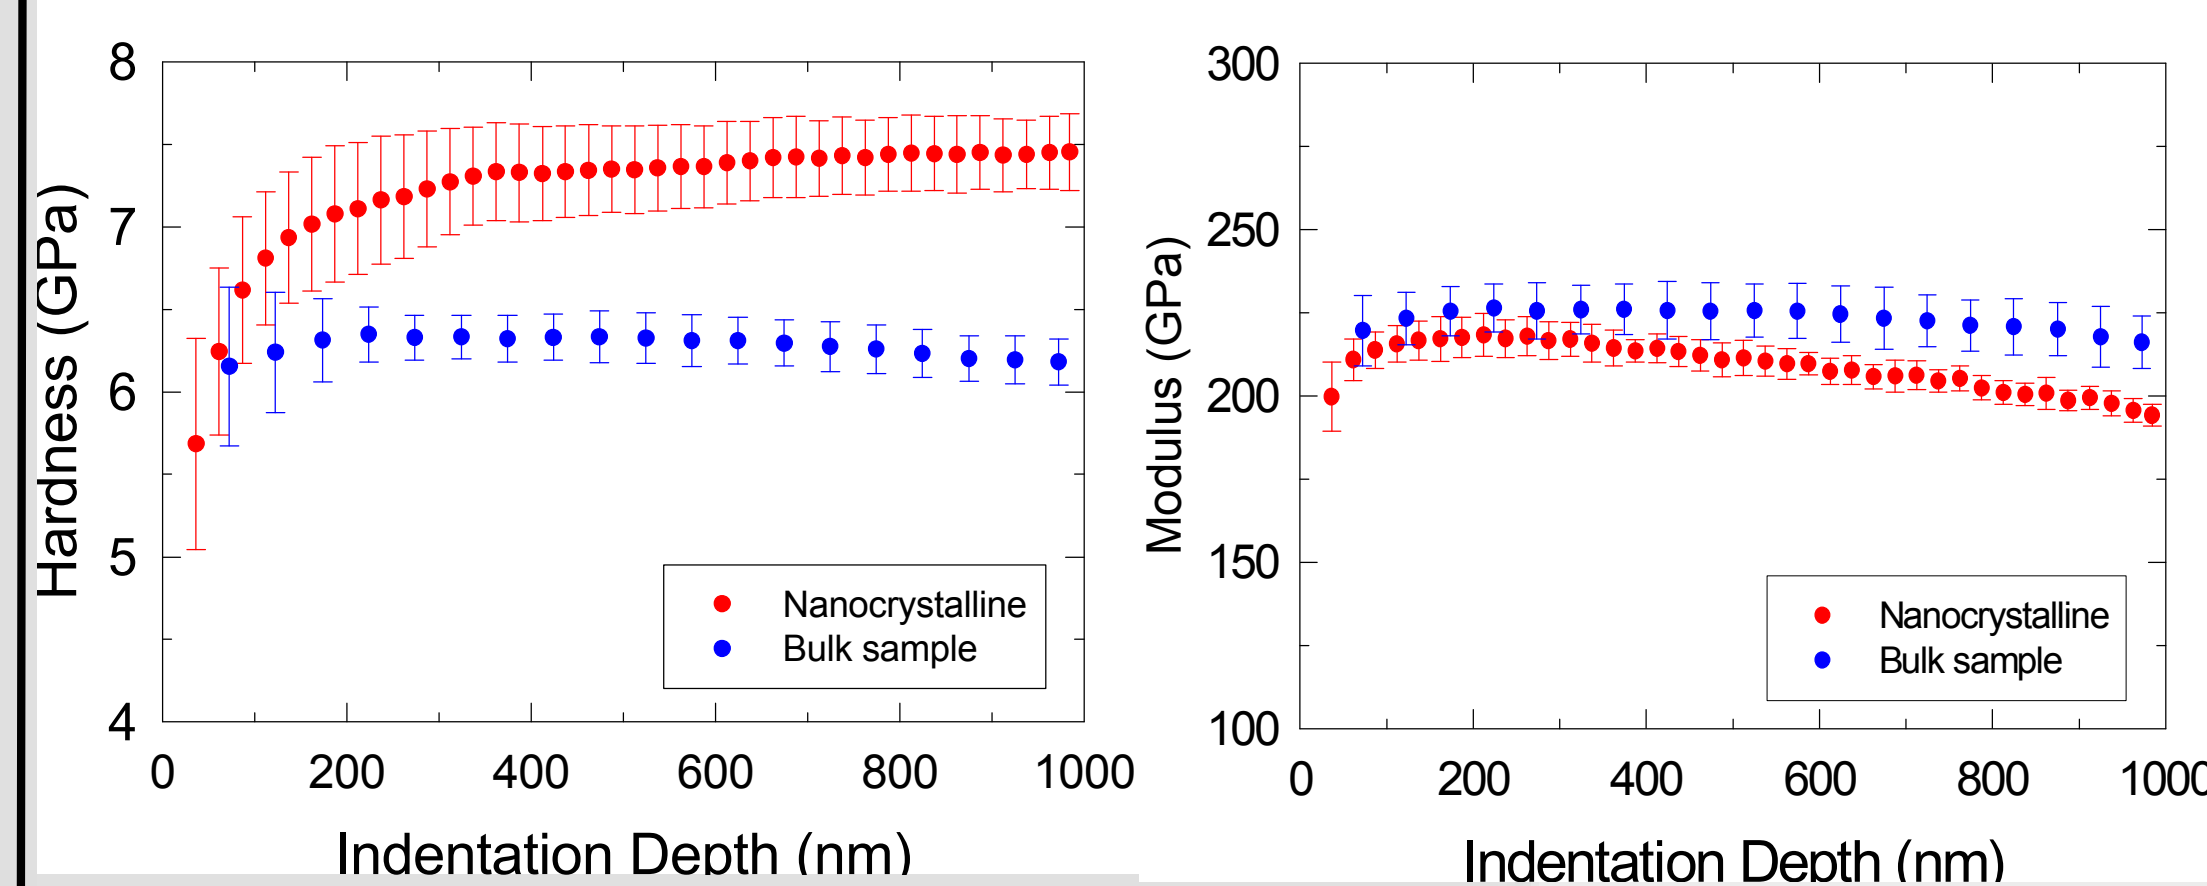 Hardness (GPa)
8
7
6
5
4
Nanocrystalline
Bulk sample
0 200 400 600 800 1000
Indentation Depth (nm)
Modulus (GPa)
300
250
200
150
100
Nanocrystalline
Bulk sample
0 200 400 600 800 1000
Indentation Depth (nm)